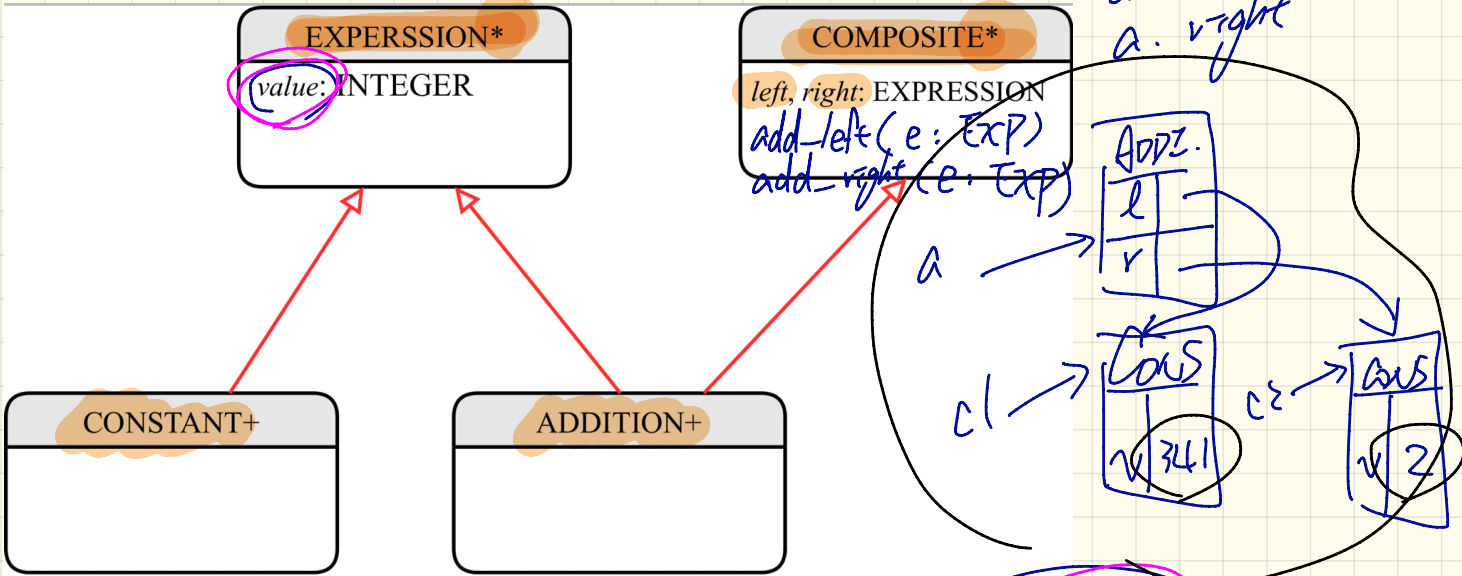 a. right
EXPERSSION*
value: INTEGER
COMPOSITE*
left, right: EXPRESSION
add_left(e: Exp)
add_right(e: Exp)
ADDI.
l
r
a
CONS
v 341
c1
CONS
v 2
c2
CONSTANT+
ADDITION+